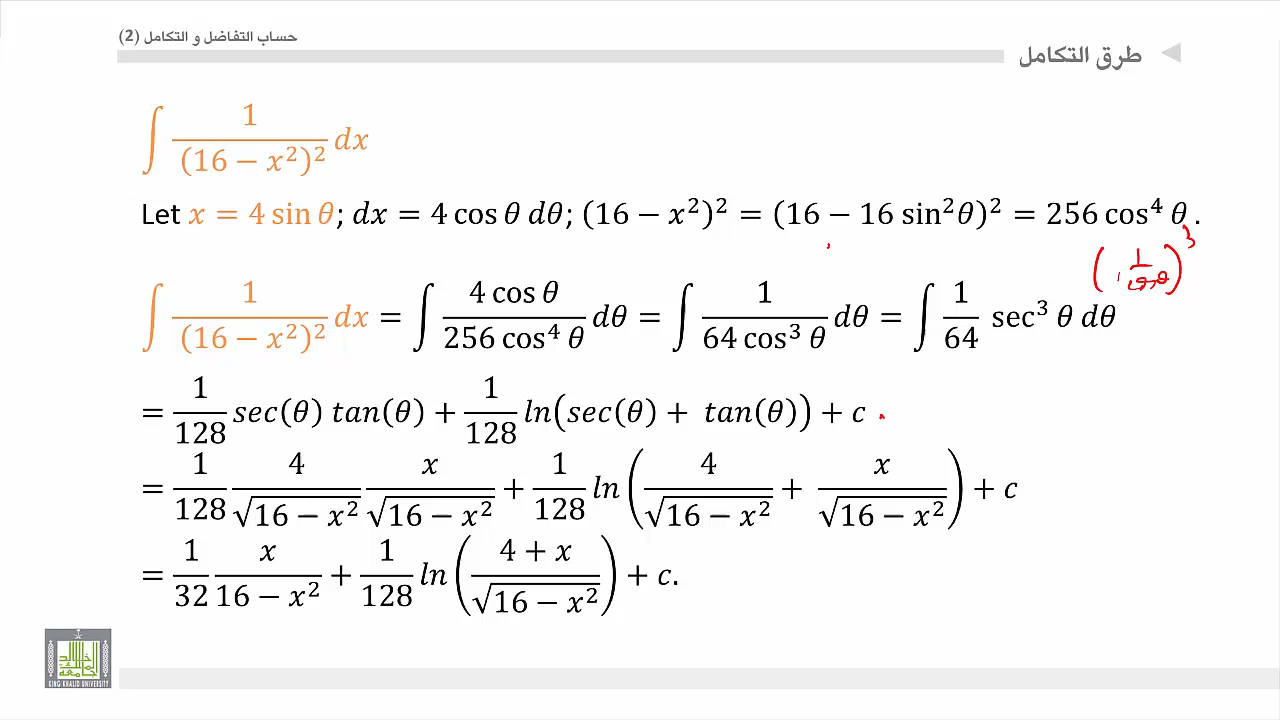 حساب التفاضل و التكامل (2)
طرق التكامل
∫ 1/(16 − x²)² dx
Let x = 4 sin θ; dx = 4 cos θ dθ; (16 − x²)² = (16 − 16 sin²θ)² = 256 cos⁴ θ .
∫ 1/(16 − x²)² dx = ∫ 4 cos θ/256 cos⁴ θ dθ = ∫ 1/64 cos³ θ dθ = ∫ 1/64 sec³ θ dθ
= 1/128 sec(θ) tan(θ) + 1/128 ln(sec(θ) + tan(θ)) + c
= 1/128 4/√(16 − x²) x/√(16 − x²) + 1/128 ln(4/√(16 − x²) + x/√(16 − x²)) + c
= 1/32 x/(16 − x²) + 1/128 ln((4 + x)/√(16 − x²)) + c.
KING KHALID UNIVERSITY